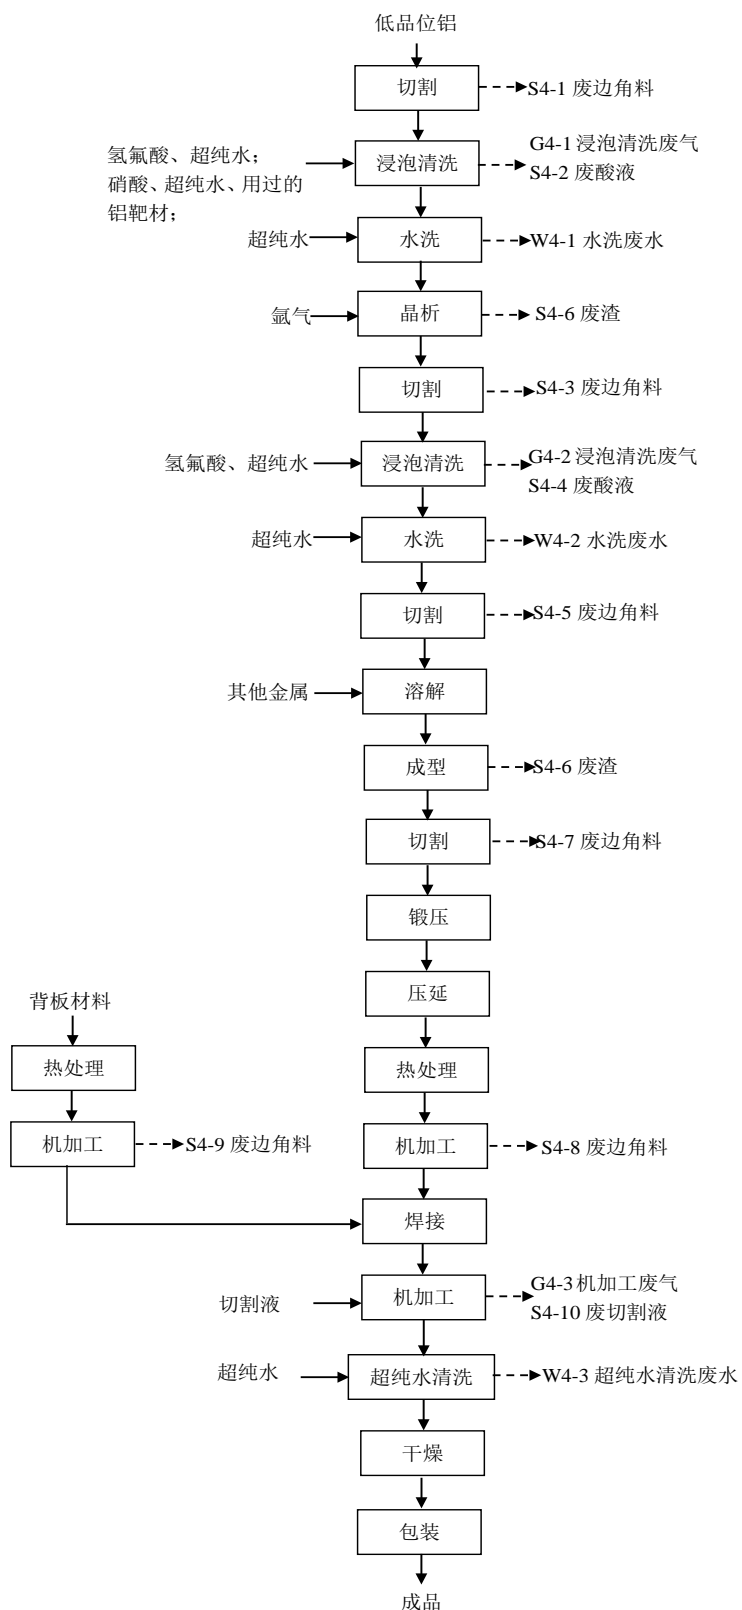 低品位铝
切割
S4-1 废边角料
氢氟酸、超纯水；
硝酸、超纯水、用过的
铝靶材；
浸泡清洗
G4-1 浸泡清洗废气
S4-2 废酸液
超纯水
水洗
W4-1 水洗废水
氩气
晶析
S4-6 废渣
切割
S4-3 废边角料
氢氟酸、超纯水
浸泡清洗
G4-2 浸泡清洗废气
S4-4 废酸液
超纯水
水洗
W4-2 水洗废水
切割
S4-5 废边角料
其他金属
溶解
成型
S4-6 废渣
切割
S4-7 废边角料
锻压
压延
背板材料
热处理
热处理
机加工
S4-9 废边角料
机加工
S4-8 废边角料
焊接
切割液
机加工
G4-3 机加工废气
S4-10 废切割液
超纯水
超纯水清洗
W4-3 超纯水清洗废水
干燥
包装
成品